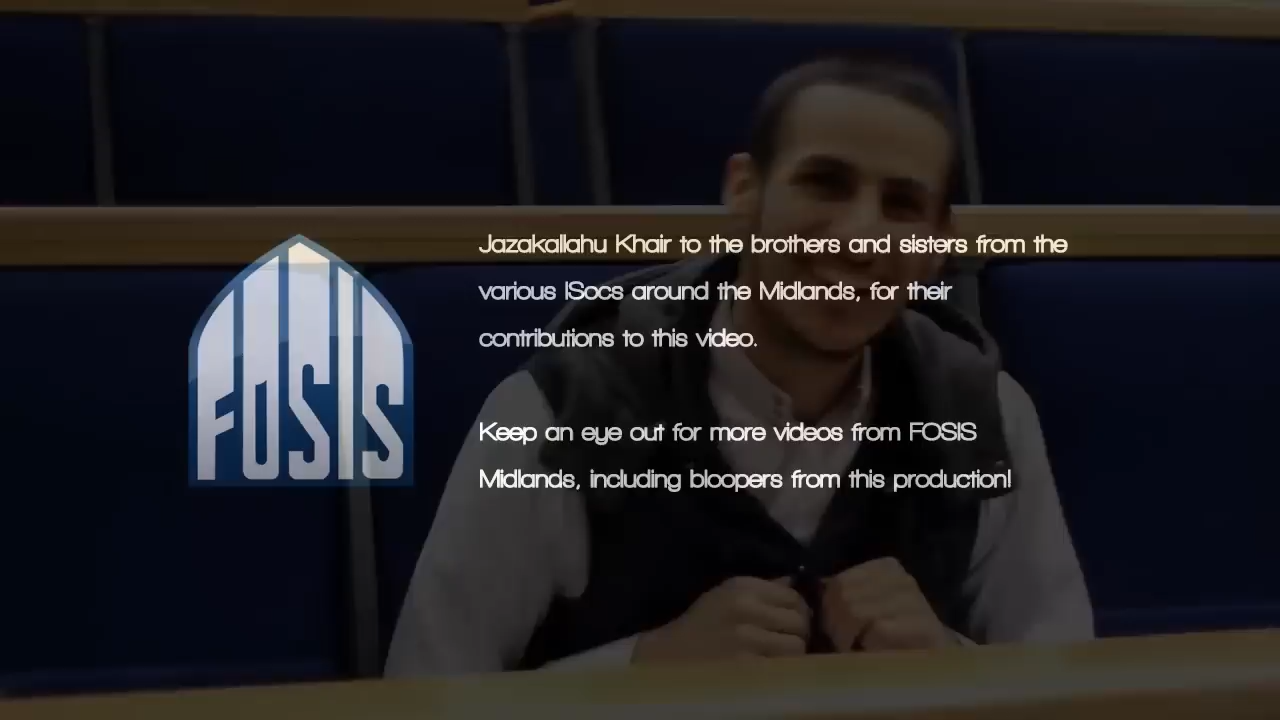 FOSIS
Jazakallahu Khair to the brothers and sisters from the
various ISocs around the Midlands, for their
contributions to this video.
Keep an eye out for more videos from FOSIS
Midlands, including bloopers from this production!